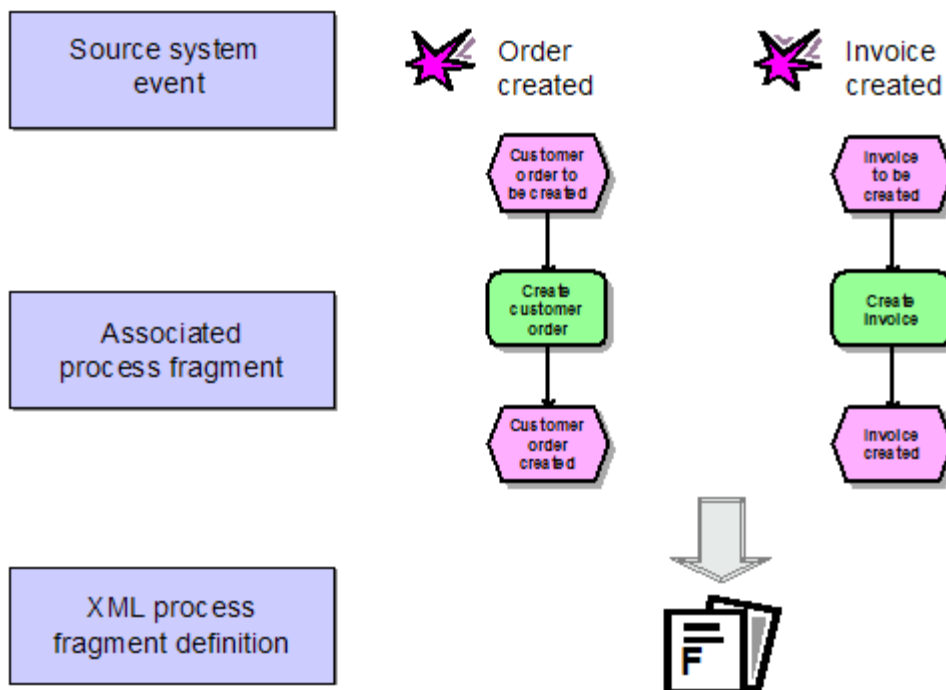 Source system
event
Order
created
Invoice
created
Customer
order to
be created
Invoice
to be
created
Associated
process fragment
Create
customer
order
Create
invoice
Customer
order
created
Invoice
created
XML process
fragment definition
F